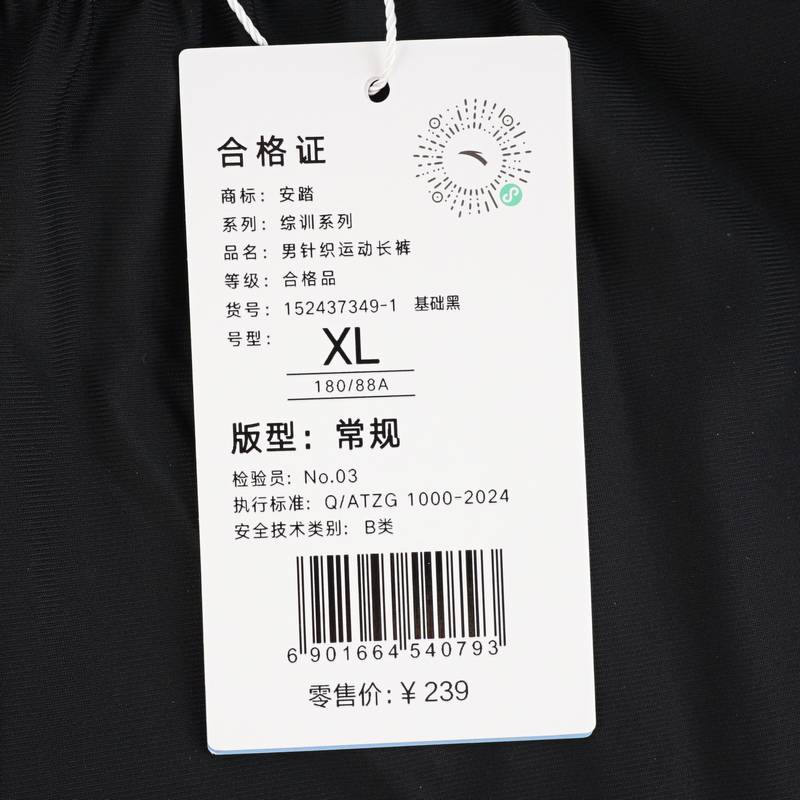 合格证
商标：安踏
系列：综训系列
品名：男针织运动长裤
等级：合格品
货号：152437349-1 基础黑
号型：XL
180/88A
版型：常规
检验员：No.03
执行标准：Q/ATZG 1000-2024
安全技术类别：B类
6 901664 540793
零售价：¥ 239